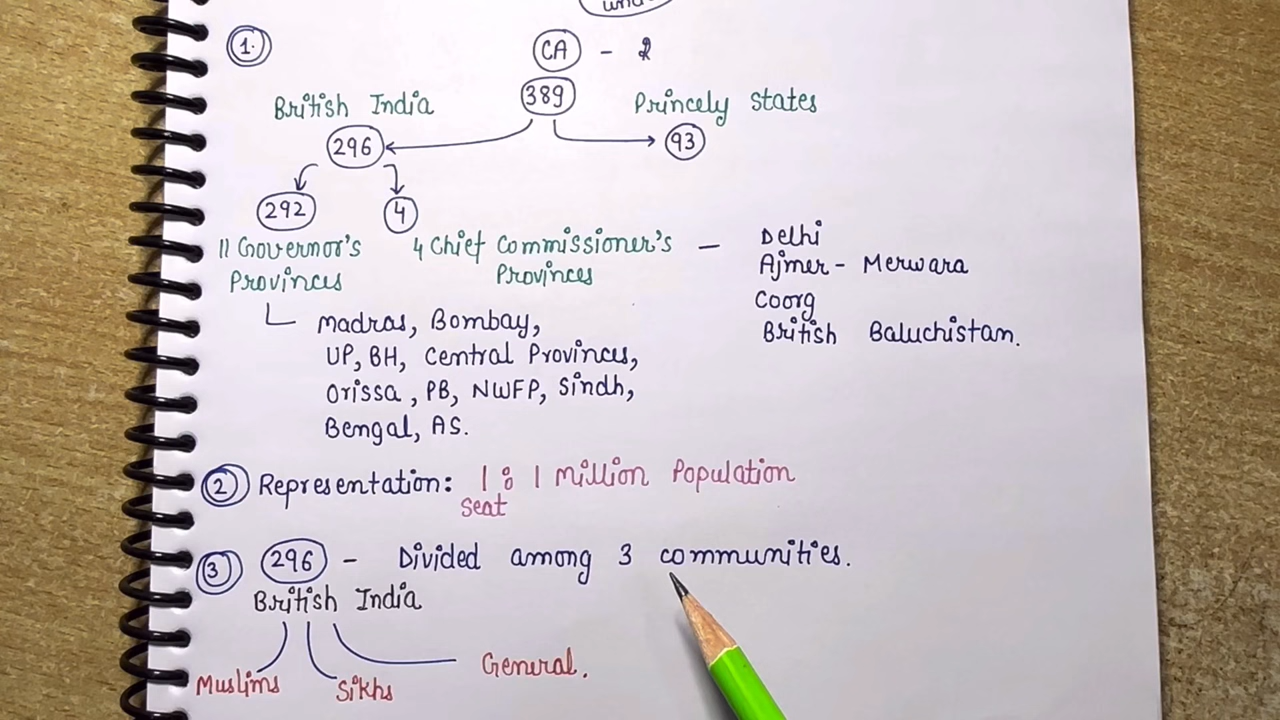 1.
CA -
389
British India
Princely States
296
93
292
4
11 Governor's Provinces
4 Chief Commissioner's Provinces
- Delhi
Ajmer - Merwara
Coorg
British Baluchistan.
Madras, Bombay,
UP, BH, Central Provinces,
Orissa, PB, NWFP, Sindh,
Bengal, AS.
2 Representation: 1 : 1 million Population
Seat
3 296 - Divided among 3 communities.
British India
Muslims
Sikhs
General.